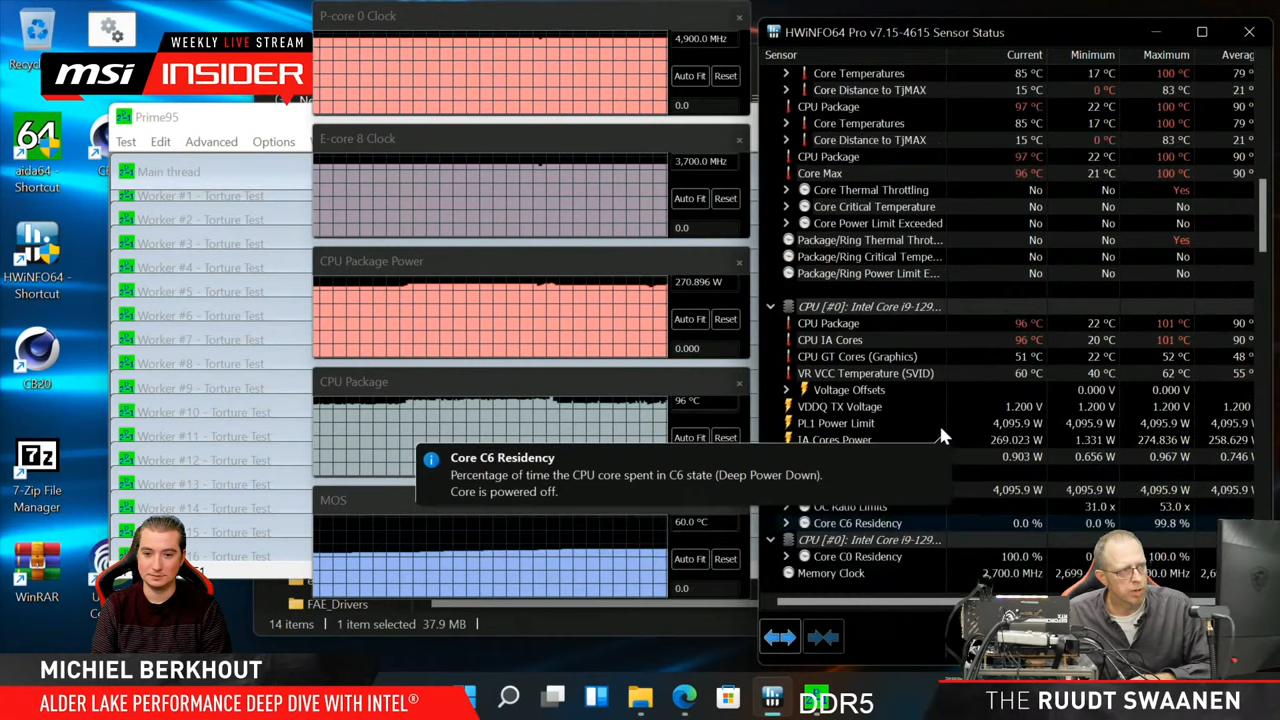 Recyc
WEEKLY LIVE STREAM
msi INSIDER
64
aida64 -
Shortcut
HWiNFO64 -
Shortcut
CB20
7-Zip File
Manager
WinRAR
Prime95
Test
Edit
Advanced
Options
Main thread
Worker #1 - Torture Test
Worker #2 - Torture Test
Worker #3 - Torture Test
Worker #4 - Torture Test
Worker #5 - Torture Test
Worker #6 - Torture Test
Worker #7 - Torture Test
Worker #8 - Torture Test
Worker #9 - Torture Test
Worker #10 - Torture Test
Worker #11 - Torture Test
Worker #12 - Torture Test
Worker #13 - Torture Test
Worker #14 - Torture Test
15 - Torture Test
16 - Torture Test
P-core 0 Clock
4,900.0 MHz
Auto Fit Reset
0.0
E-core 8 Clock
3,700.0 MHz
Auto Fit Reset
0.0
CPU Package Power
270.896 W
Auto Fit Reset
0.000
CPU Package
96 °C
Auto Fit Reset
MOS
60.0 °C
Auto Fit Reset
0.0
Core C6 Residency
Percentage of time the CPU core spent in C6 state (Deep Power Down).
Core is powered off.
FAE_Drivers
14 items
1 item selected 37.9 MB
HWiNFO64 Pro v7.15-4615 Sensor Status
Sensor Current Minimum Maximum Averag
Core Temperatures 85 °C 17 °C 100 °C 79 °
Core Distance to TjMAX 15 °C 0 °C 83 °C 21 °
CPU Package 97 °C 22 °C 100 °C 90 °
Core Temperatures 85 °C 17 °C 100 °C 79 °
Core Distance to TjMAX 15 °C 0 °C 83 °C 21 °
CPU Package 97 °C 22 °C 100 °C 90 °
Core Max 96 °C 21 °C 100 °C 90 °
Core Thermal Throttling No No Yes
Core Critical Temperature No No No
Core Power Limit Exceeded No No No
Package/Ring Thermal Throt... No No Yes
Package/Ring Critical Tempe... No No No
Package/Ring Power Limit E... No No No
CPU [#0]: Intel Core i9-129...
CPU Package 96 °C 22 °C 101 °C 90 °
CPU IA Cores 96 °C 20 °C 101 °C 90 °
CPU GT Cores (Graphics) 51 °C 22 °C 52 °C 48 °
VR VCC Temperature (SVID) 60 °C 40 °C 62 °C 55 °
Voltage Offsets 0.000 V 0.000 V
VDDQ TX Voltage 1.200 V 1.200 V 1.200 V 1.200
PL1 Power Limit 4,095.9 W 4,095.9 W 4,095.9 W 4,095.9
IA Cores Power 269.023 W 1.331 W 274.836 W 258.629
0.903 W 0.656 W 0.967 W 0.746
4,095.9 W 4,095.9 W 4,095.9 W 4,095.9
OC Ratio Limits 31.0 x 53.0 x
Core C6 Residency 0.0 % 0.0 % 99.8 %
CPU [#0]: Intel Core i9-129...
Core C0 Residency 100.0 % 100.0 %
Memory Clock 2,700.0 MHz 2,699
MICHIEL BERKHOUT
ALDER LAKE PERFORMANCE DEEP DIVE WITH INTEL®
DDR5
THE RUUDT SWAANEN